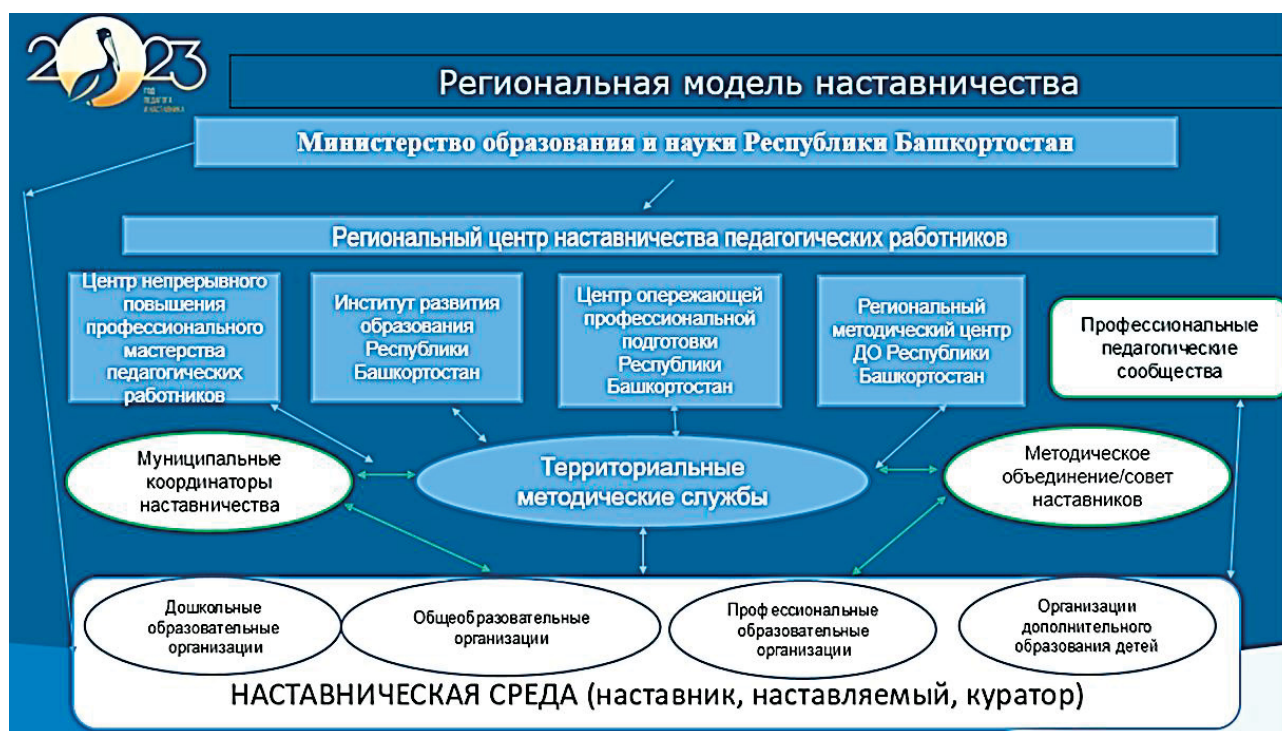 2023
ГОД
ПЕДАГОГА
И НАСТАВНИКА
Региональная модель наставничества
Министерство образования и науки Республики Башкортостан
Региональный центр наставничества педагогических работников
Центр непрерывного
повышения
профессионального
мастерства
педагогических
работников
Институт развития
образования
Республики
Башкортостан
Центр опережающей
профессиональной
подготовки
Республики
Башкортостан
Региональный
методический центр
ДО Республики
Башкортостан
Профессиональные
педагогические
сообщества
Муниципальные
координаторы
наставничества
Территориальные
методические службы
Методическое
объединение/совет
наставников
Дошкольные
образовательные
организации
Общеобразовательные
организации
Профессиональные
образовательные
организации
Организации
дополнительного
образования детей
НАСТАВНИЧЕСКАЯ СРЕДА (наставник, наставляемый, куратор)